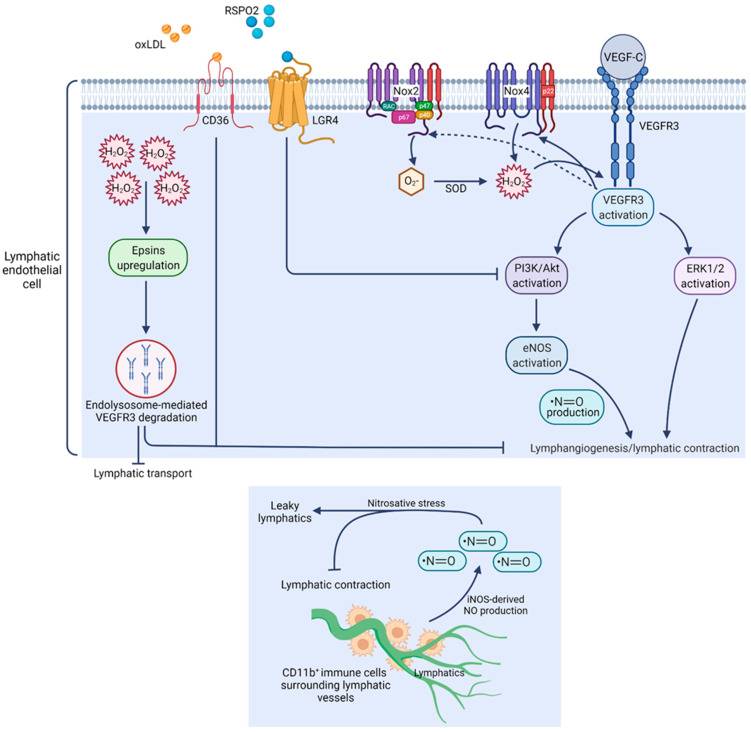 RSPO2
oxLDL
VEGF-C
Nox2
Nox4
p22
RAC
p47
p67
p40
CD36
LGR4
VEGFR3
H₂O₂
H₂O₂
H₂O₂
H₂O₂
O₂⁻
SOD
H₂O₂
VEGFR3
activation
Lymphatic
endothelial
cell
Epsins
upregulation
PI3K/Akt
activation
ERK1/2
activation
eNOS
activation
•N=O
production
Endolysosome-mediated
VEGFR3 degradation
Lymphangiogenesis/lymphatic contraction
Lymphatic transport
Leaky
lymphatics
Nitrosative stress
•N=O
•N=O
•N=O
Lymphatic contraction
iNOS-derived
NO production
CD11b⁺ immune cells
surrounding lymphatic
vessels
Lymphatics